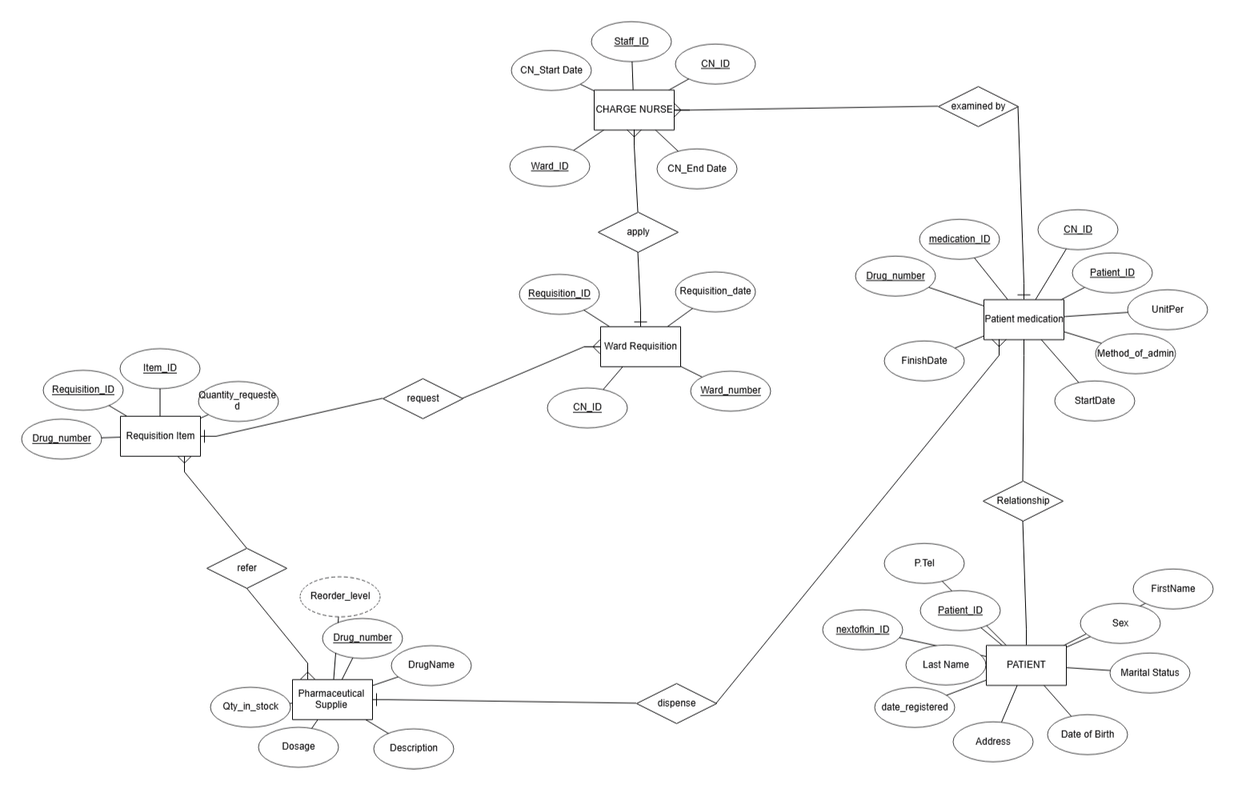 Staff_ID
CN_ID
CN_Start Date
CHARGE NURSE
examined by
Ward_ID
CN_End Date
apply
medication_ID
CN_ID
Drug_number
Patient_ID
Requisition_ID
Requisition_date
UnitPer
Patient medication
Ward Requisition
Method_of_admin
FinishDate
Item_ID
Requisition_ID
Quantity_requeste
d
request
Ward_number
CN_ID
StartDate
Drug_number
Requisition Item
Relationship
refer
P.Tel
Reorder_level
FirstName
Patient_ID
Sex
nextofkin_ID
Drug_number
DrugName
Last Name
PATIENT
Marital Status
Pharmaceutical
Supplie
Qty_in_stock
dispense
date_registered
Dosage
Description
Address
Date of Birth